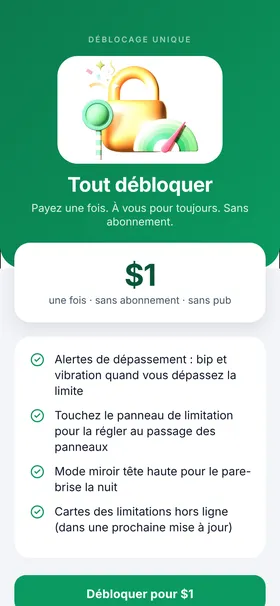 DÉBLOCAGE UNIQUE
Tout débloquer
Payez une fois. À vous pour toujours. Sans
abonnement.
$1
une fois · sans abonnement · sans pub
Alertes de dépassement : bip et
vibration quand vous dépassez la
limite
Touchez le panneau de limitation
pour la régler au passage des
panneaux
Mode miroir tête haute pour le pare-
brise la nuit
Cartes des limitations hors ligne
(dans une prochaine mise à jour)
Débloquer pour $1